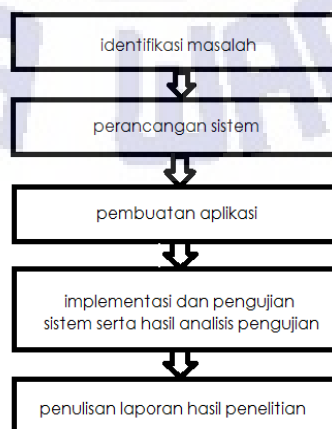 identifikasi masalah
perancangan sistem
pembuatan aplikasi
implementasi dan pengujian
sistem serta hasil analisis pengujian
penulisan laporan hasil penelitian